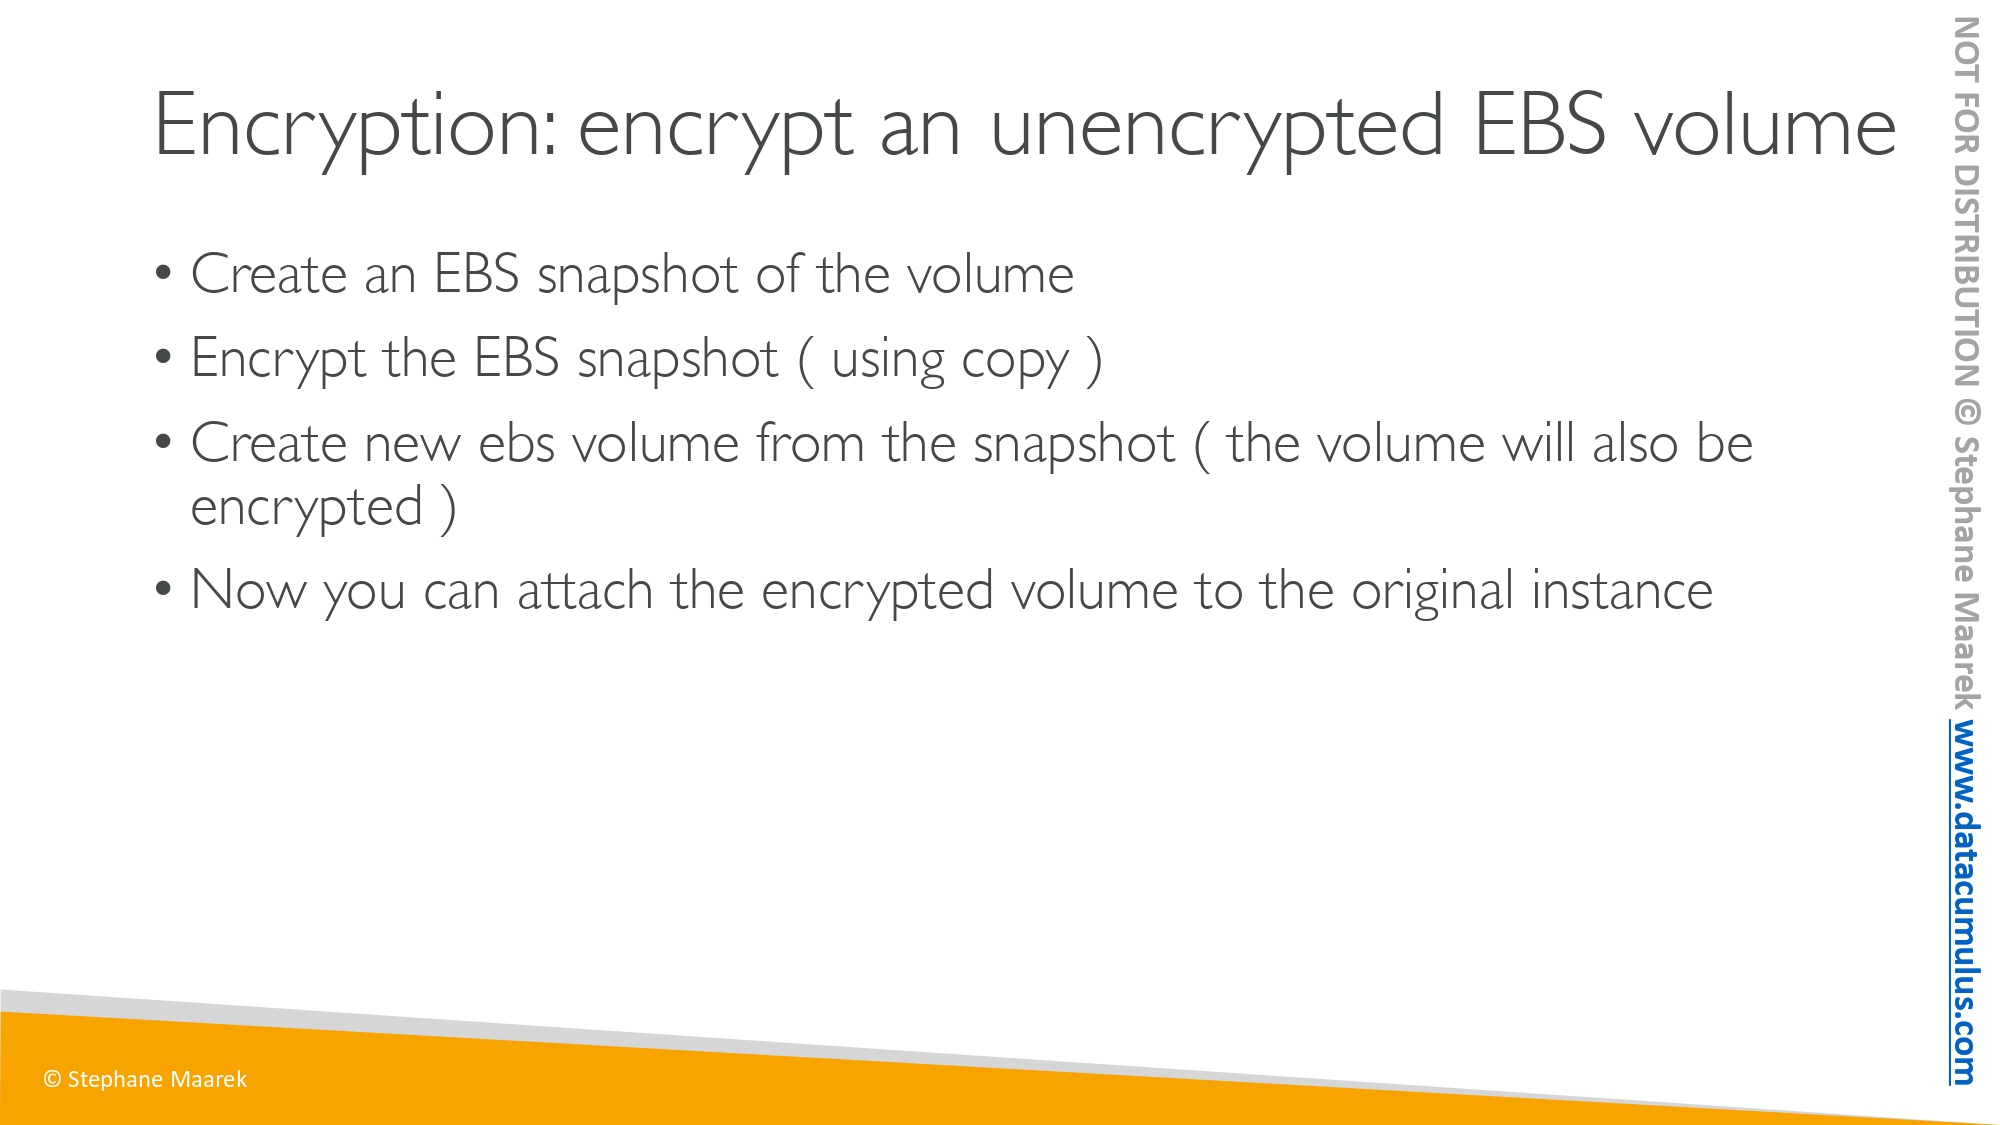 Encryption: encrypt an unencrypted EBS volume
• Create an EBS snapshot of the volume
• Encrypt the EBS snapshot ( using copy )
• Create new ebs volume from the snapshot ( the volume will also be
encrypted )
• Now you can attach the encrypted volume to the original instance
© Stephane Maarek
NOT FOR DISTRIBUTION © Stephane Maarek www.datacumulus.com